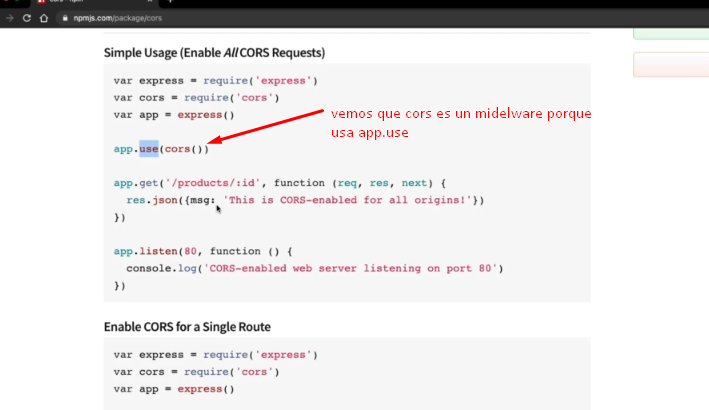 npmjs.com/package/cors
Simple Usage (Enable All CORS Requests)
var express = require('express')
var cors = require('cors')
var app = express()
vemos que cors es un midelware porque
usa app.use
app.use(cors())
app.get('/products/:id', function (req, res, next) {
res.json({msg: 'This is CORS-enabled for all origins!'})
})
app.listen(80, function () {
console.log('CORS-enabled web server listening on port 80')
})
Enable CORS for a Single Route
var express = require('express')
var cors = require('cors')
var app = express()